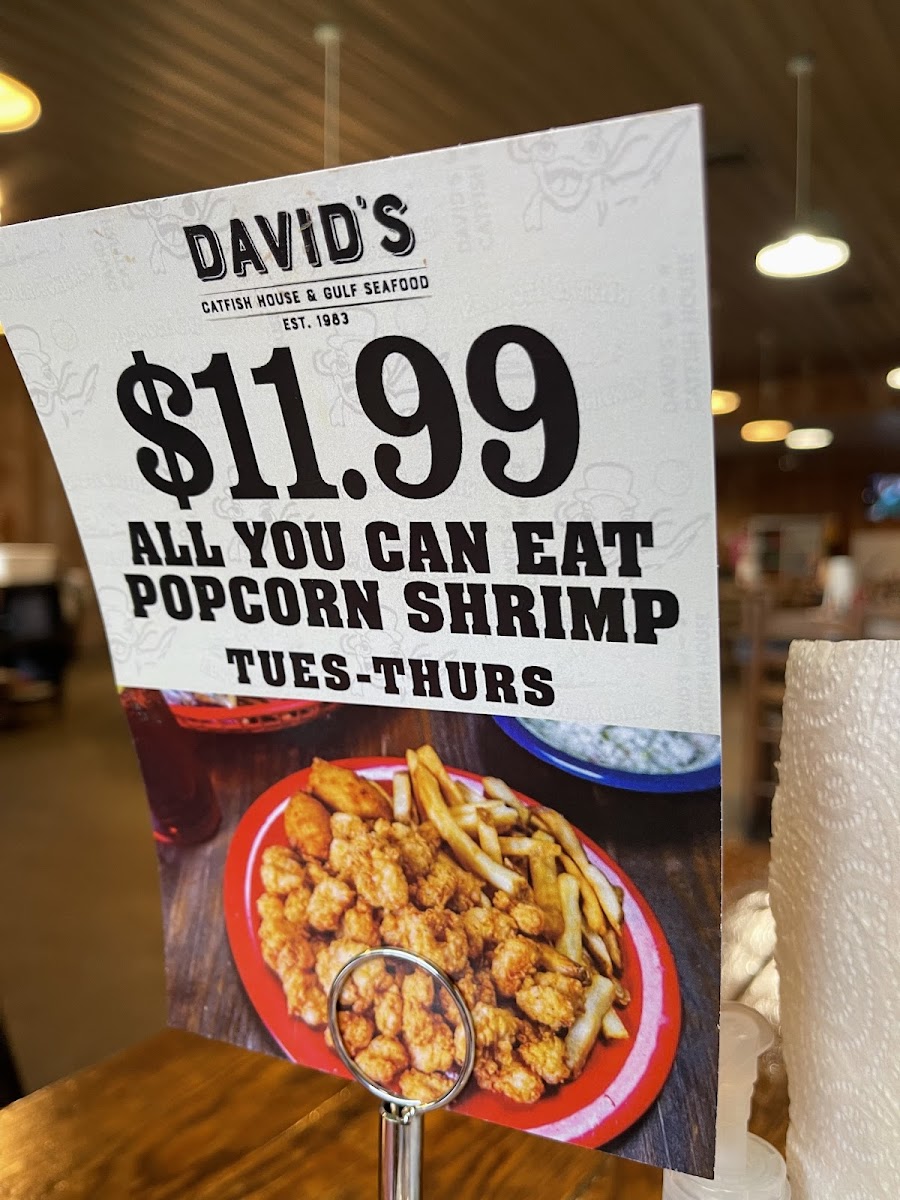 DAVID'S
CATFISH HOUSE & GULF SEAFOOD
EST. 1983
$11.99
ALL YOU CAN EAT
POPCORN SHRIMP
TUES-THURS